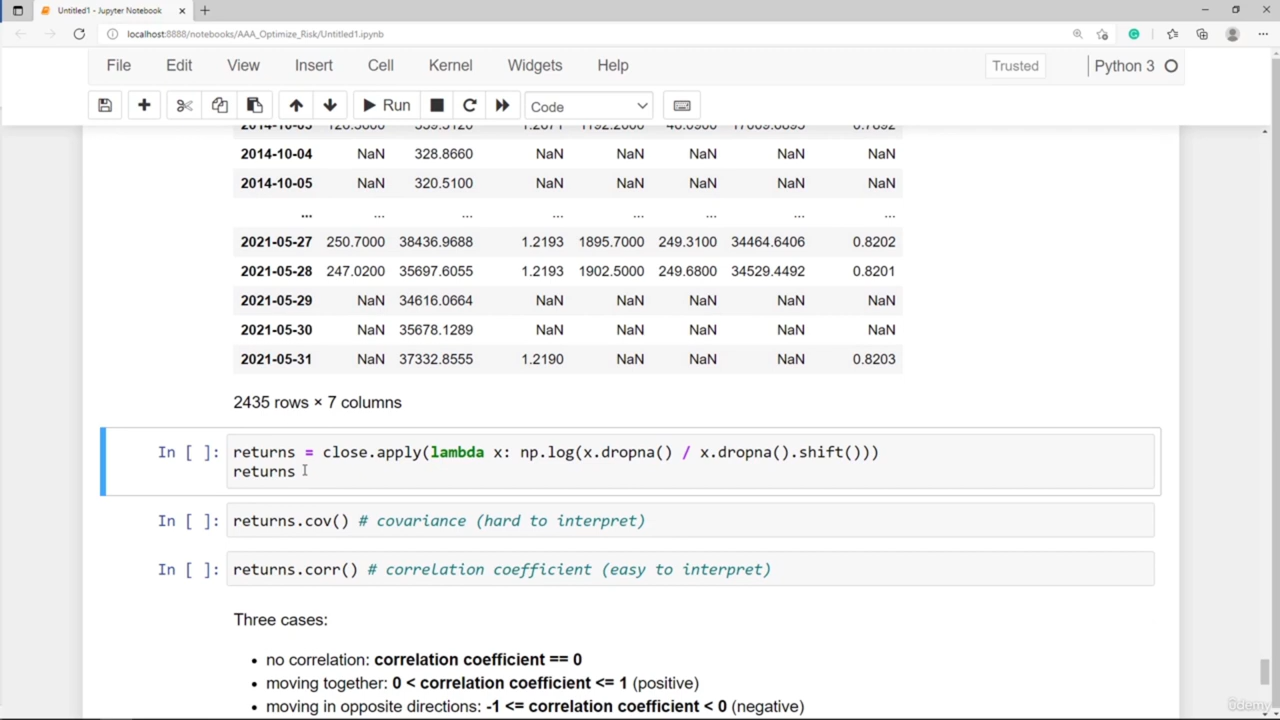 Untitled1 - Jupyter Notebook
localhost:8888/notebooks/AAA_Optimize_Risk/Untitled1.ipynb
File Edit View Insert Cell Kernel Widgets Help Trusted Python 3
Run Code
2014-10-04 NaN 328.8660 NaN NaN NaN NaN NaN
2014-10-05 NaN 320.5100 NaN NaN NaN NaN NaN
... ... ... ... ... ... ... ...
2021-05-27 250.7000 38436.9688 1.2193 1895.7000 249.3100 34464.6406 0.8202
2021-05-28 247.0200 35697.6055 1.2193 1902.5000 249.6800 34529.4492 0.8201
2021-05-29 NaN 34616.0664 NaN NaN NaN NaN NaN
2021-05-30 NaN 35678.1289 NaN NaN NaN NaN NaN
2021-05-31 NaN 37332.8555 1.2190 NaN NaN NaN 0.8203
2435 rows × 7 columns
In [ ]: returns = close.apply(lambda x: np.log(x.dropna() / x.dropna().shift()))
returns
In [ ]: returns.cov() # covariance (hard to interpret)
In [ ]: returns.corr() # correlation coefficient (easy to interpret)
Three cases:
• no correlation: correlation coefficient == 0
• moving together: 0 < correlation coefficient <= 1 (positive)
• moving in opposite directions: -1 <= correlation coefficient < 0 (negative)
ûdemy